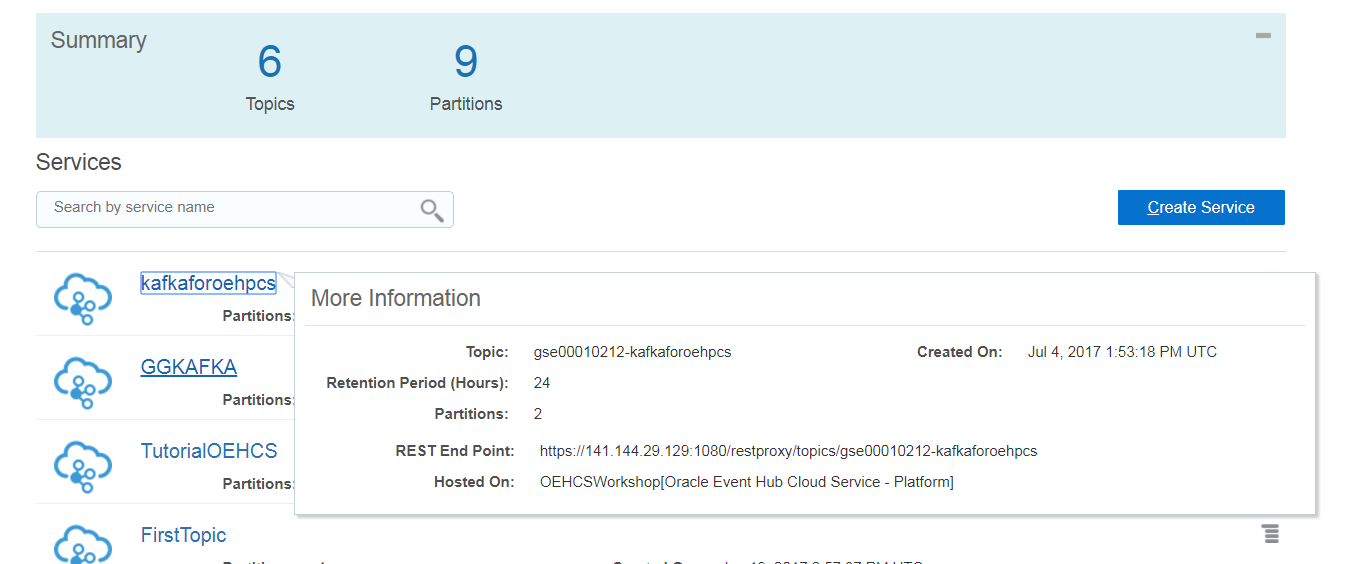 Summary
6
9
Topics
Partitions
Services
Search by service name
Create Service
kafkaforoehpcs
Partitions:
More Information
Topic: gse00010212-kafkaforoehpcs Created On: Jul 4, 2017 1:53:18 PM UTC
Retention Period (Hours): 24
Partitions: 2
REST End Point: https://141.144.29.129:1080/restproxy/topics/gse00010212-kafkaforoehpcs
Hosted On: OEHCSWorkshop[Oracle Event Hub Cloud Service - Platform]
GGKAFKA
Partitions:
TutorialOEHCS
Partitions:
FirstTopic